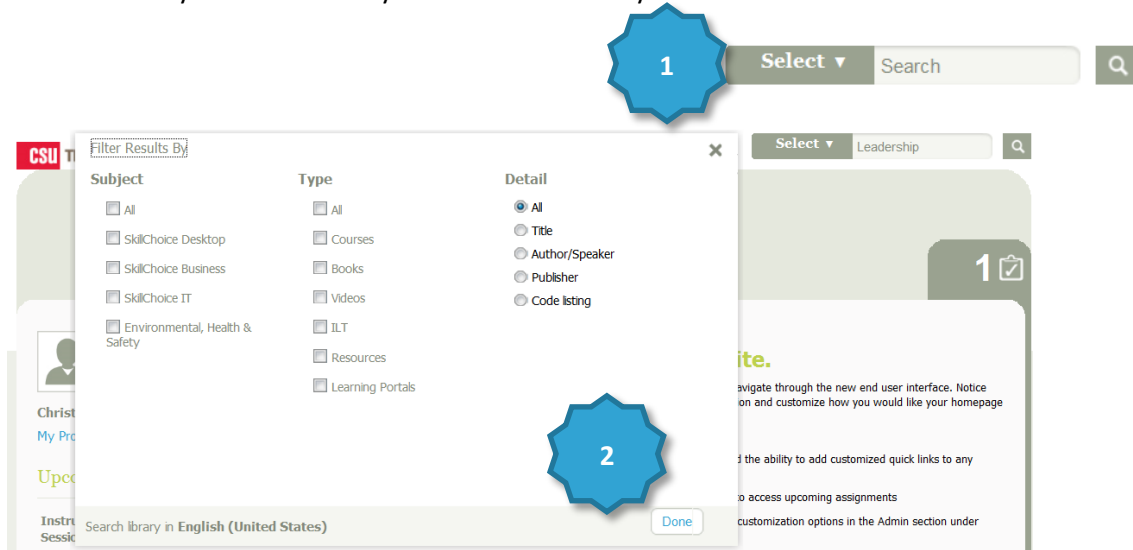 1
Select ▼ Search
CSU
Filter Results By
Select ▼ Leadership
Subject
All
SkillChoice Desktop
SkillChoice Business
SkillChoice IT
Environmental, Health &
Safety
Type
All
Courses
Books
Videos
ILT
Resources
Learning Portals
Detail
All
Title
Author/Speaker
Publisher
Code listing
1
ite.
avigate through the new end user interface. Notice
on and customize how you would like your homepage
Christ
My Pro
2
d the ability to add customized quick links to any
Upco
to access upcoming assignments
Instru
Sessio
Search library in English (United States)
Done
customization options in the Admin section under